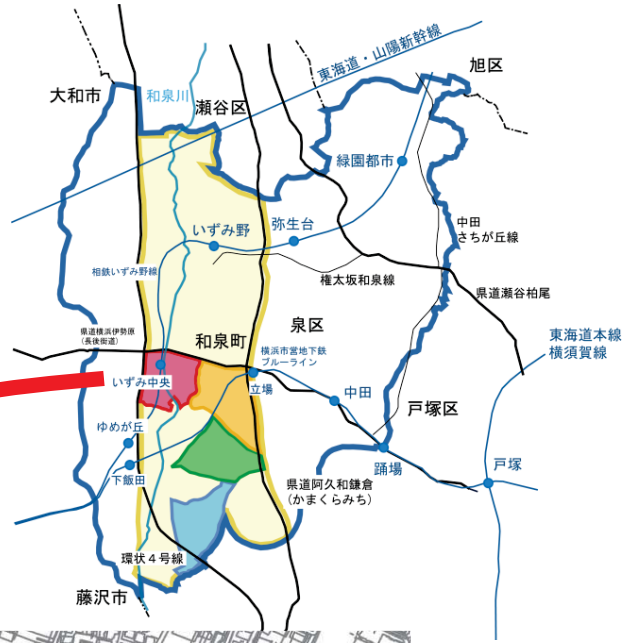 東海道・山陽新幹線
旭区
大和市
和泉川
瀬谷区
緑園都市
中田
さちが丘線
いずみ野
弥生台
相鉄いずみ野線
権太坂和泉線
県道瀬谷柏尾
県道横浜伊勢原
(長後街道)
和泉町
泉区
東海道本線
横須賀線
横浜市営地下鉄
ブルーライン
いずみ中央
立場
中田
戸塚区
ゆめが丘
下飯田
踊場
戸塚
県道阿久和鎌倉
(かまくらみち)
環状4号線
藤沢市